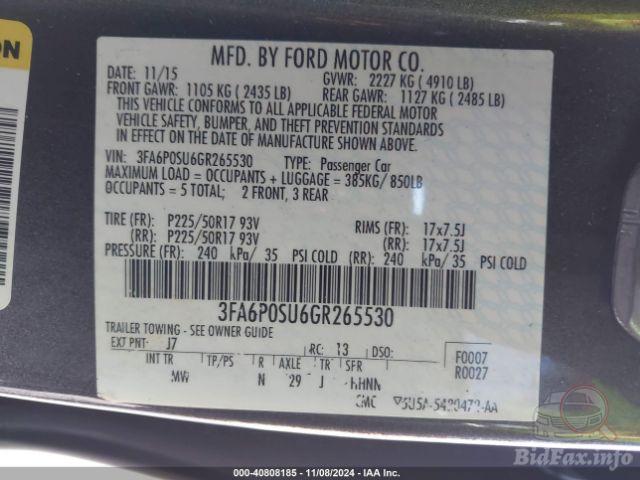 ON
MFD. BY FORD MOTOR CO.
DATE: 11/15 GVWR: 2227 KG ( 4910 LB)
FRONT GAWR: 1105 KG ( 2435 LB) REAR GAWR: 1127 KG ( 2485 LB)
THIS VEHICLE CONFORMS TO ALL APPLICABLE FEDERAL MOTOR
VEHICLE SAFETY, BUMPER, AND THEFT PREVENTION STANDARDS
IN EFFECT ON THE DATE OF MANUFACTURE SHOWN ABOVE.
VIN: 3FA6P0SU6GR265530 TYPE: Passenger Car
MAXIMUM LOAD = OCCUPANTS + LUGGAGE = 385KG/ 850LB
OCCUPANTS = 5 TOTAL; 2 FRONT, 3 REAR
TIRE (FR): P225/50R17 93V RIMS (FR): 17x7.5J
(RR): P225/50R17 93V (RR): 17x7.5J
PRESSURE (FR): 240 kPa/ 35 PSI COLD (RR): 240 kPa/ 35 PSI COLD
3FA6P0SU6GR265530
TRAILER TOWING - SEE OWNER GUIDE
EXT PNT: J7 RC: 13 DSO: F0007
R0027
INT TR TP/PS R AXLE TR SFR
MW N 29 J HHNN
000-40808185 - 11/08/2024 - IAA Inc.
BidFax.info